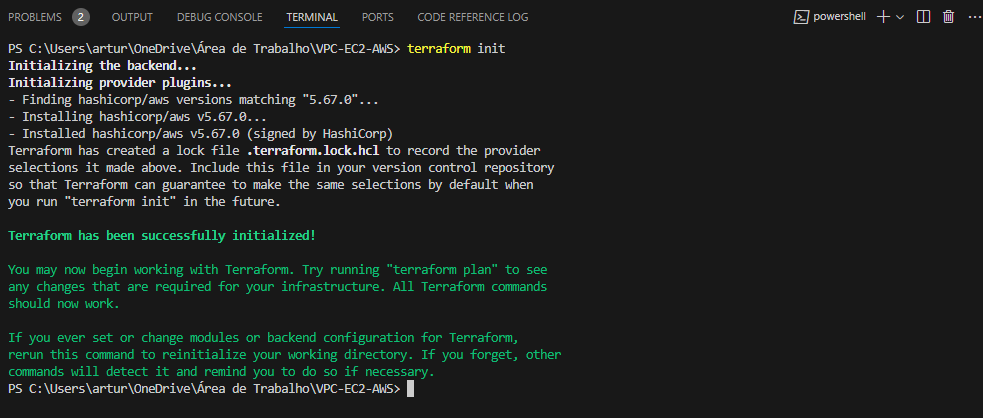 PROBLEMS 2 OUTPUT DEBUG CONSOLE TERMINAL PORTS CODE REFERENCE LOG powershell
PS C:\Users\artur\OneDrive\Área de Trabalho\VPC-EC2-AWS> terraform init
Initializing the backend...
Initializing provider plugins...
- Finding hashicorp/aws versions matching "5.67.0"...
- Installing hashicorp/aws v5.67.0...
- Installed hashicorp/aws v5.67.0 (signed by HashiCorp)
Terraform has created a lock file .terraform.lock.hcl to record the provider
selections it made above. Include this file in your version control repository
so that Terraform can guarantee to make the same selections by default when
you run "terraform init" in the future.
Terraform has been successfully initialized!
You may now begin working with Terraform. Try running "terraform plan" to see
any changes that are required for your infrastructure. All Terraform commands
should now work.
If you ever set or change modules or backend configuration for Terraform,
rerun this command to reinitialize your working directory. If you forget, other
commands will detect it and remind you to do so if necessary.
PS C:\Users\artur\OneDrive\Área de Trabalho\VPC-EC2-AWS>